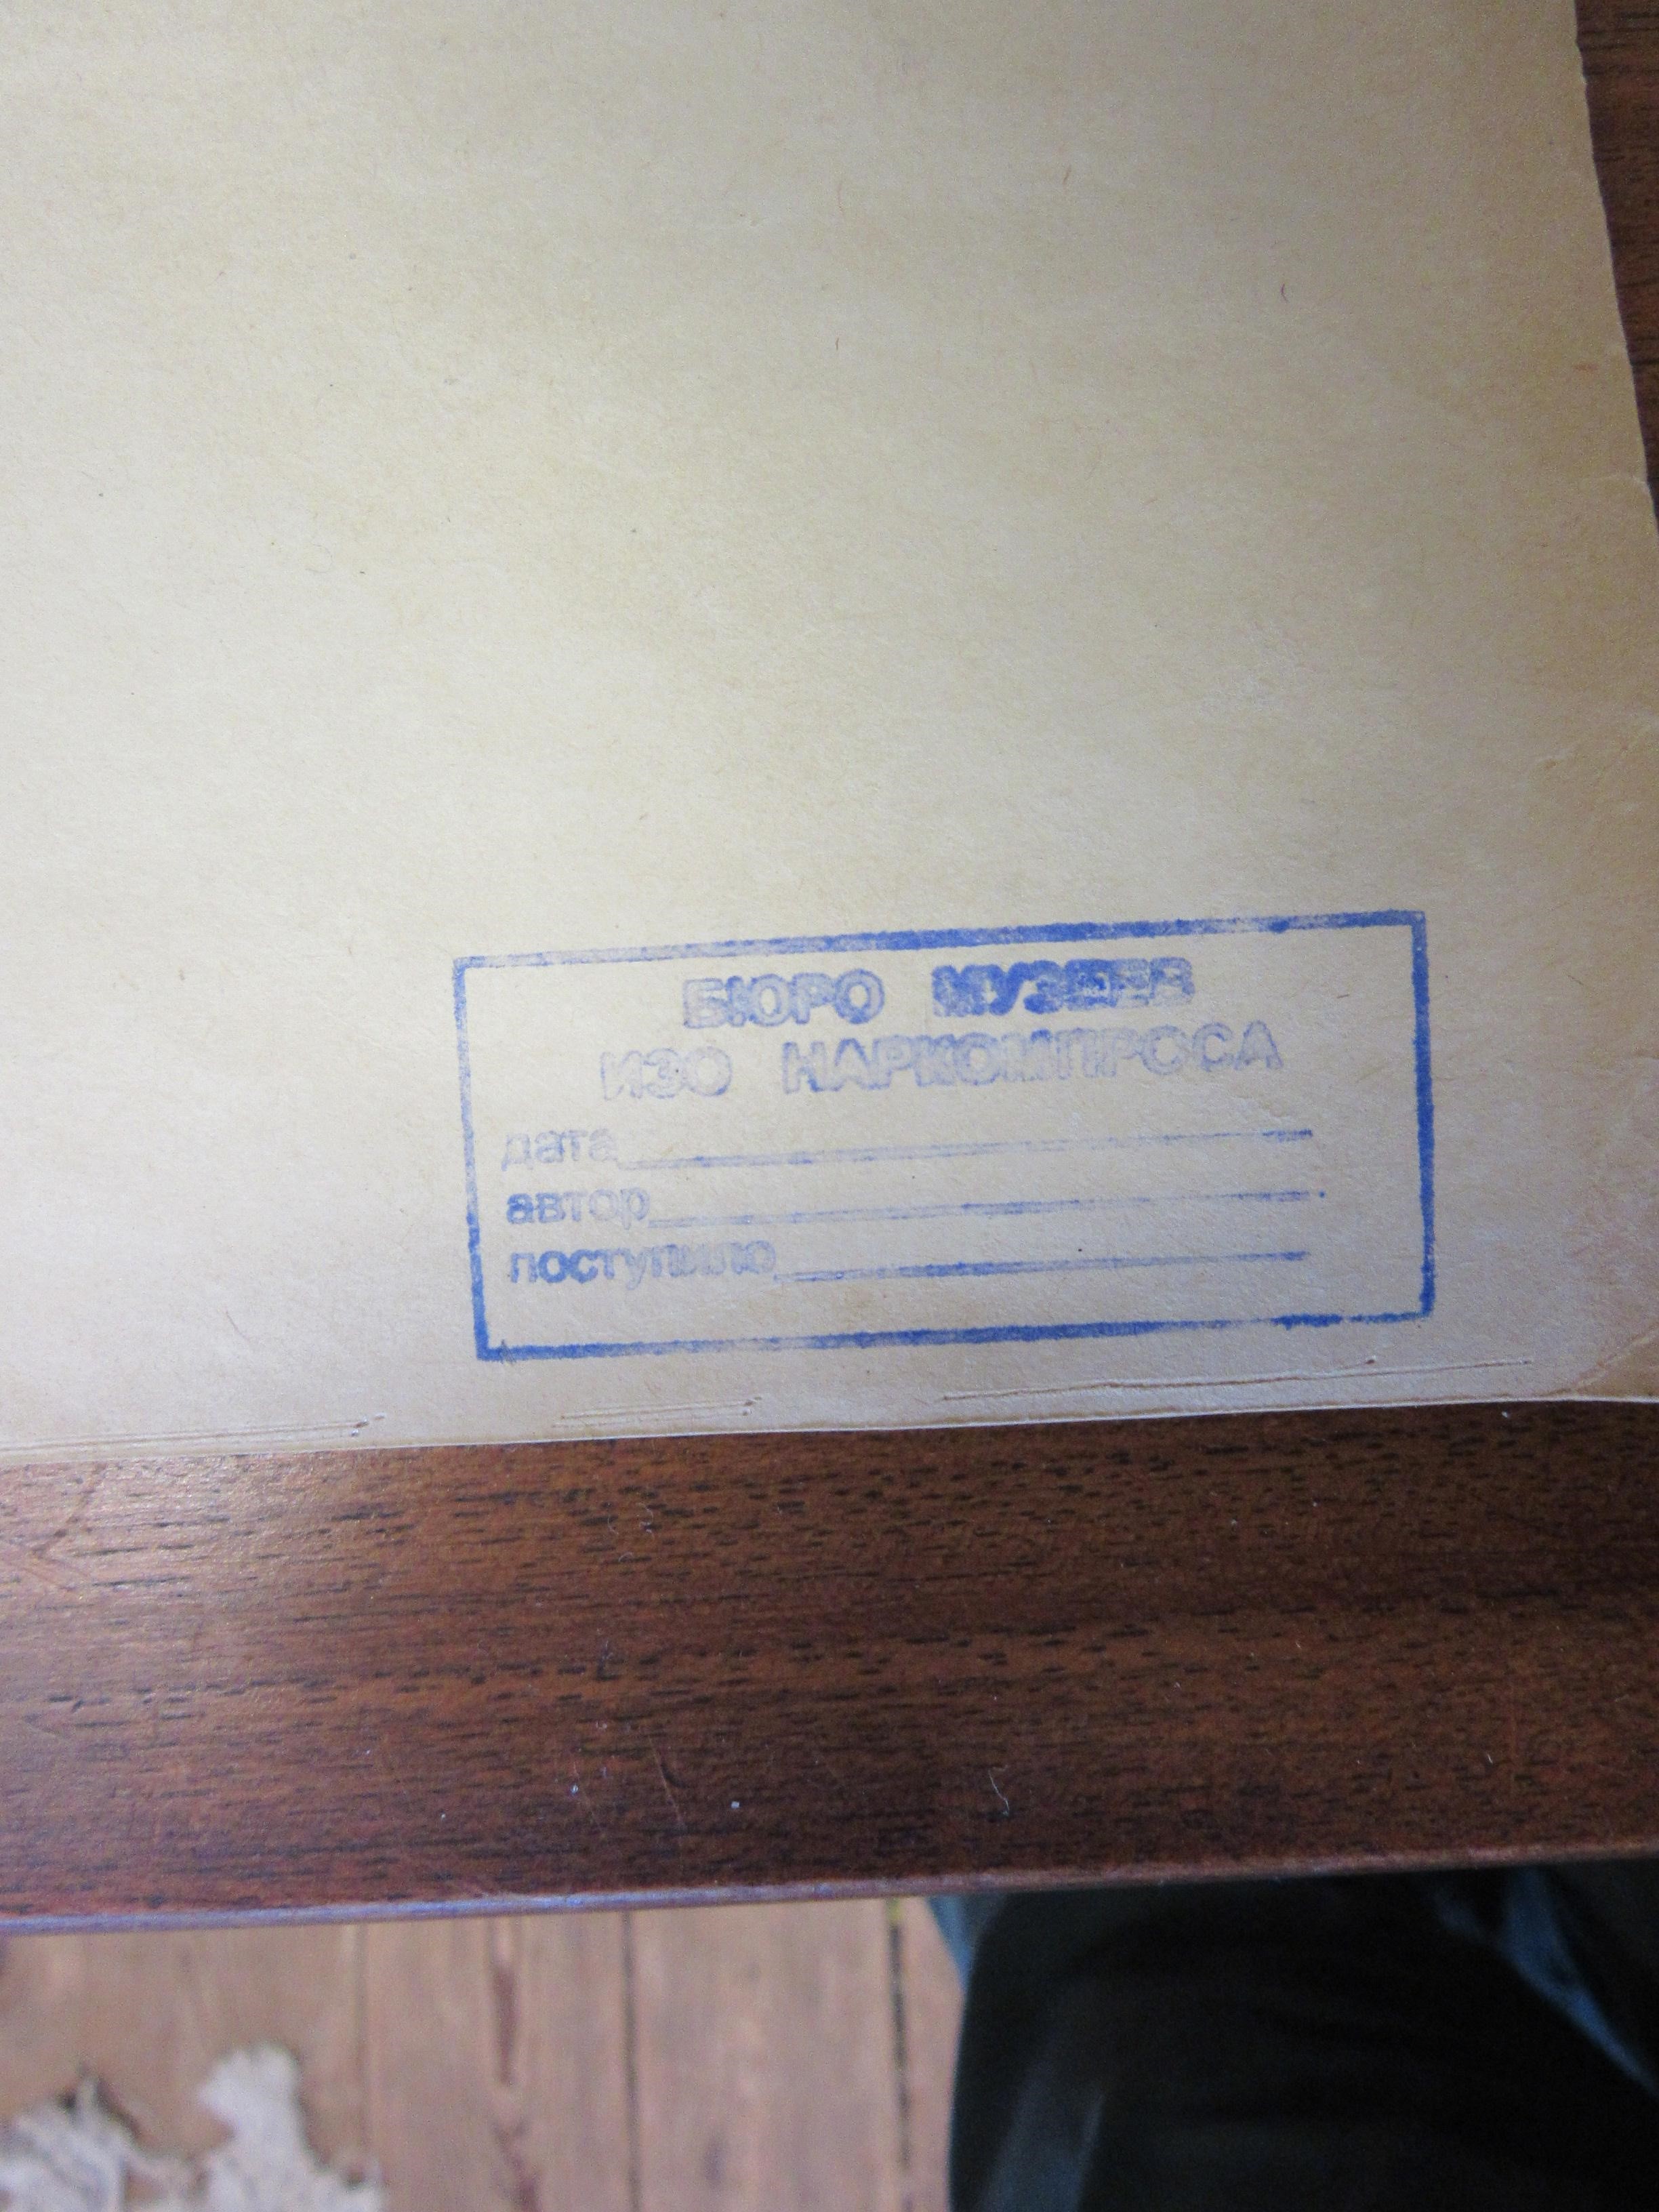 БЮРО МУЗЕЕВ
ИЗО НАРКОМПРОСА
дата
автор
поступило